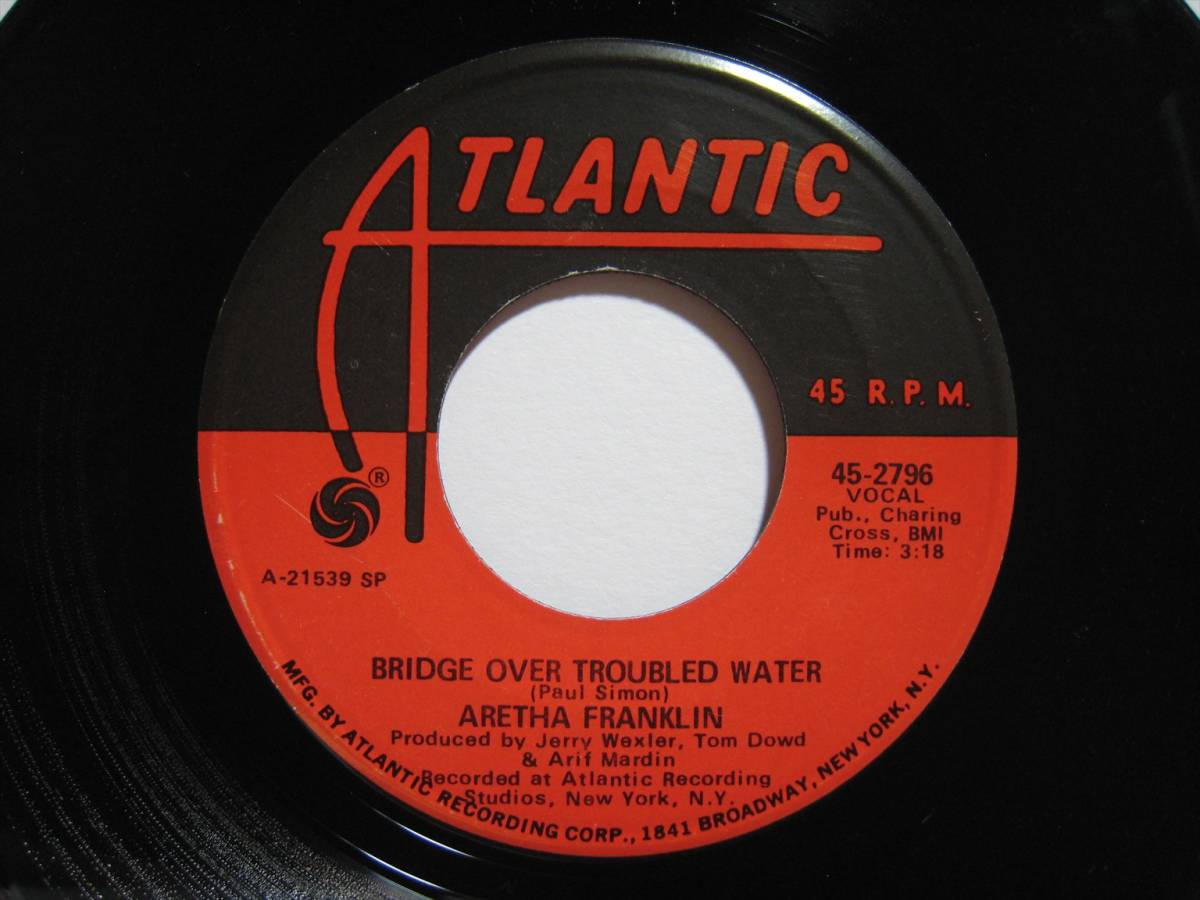 ATLANTIC
45 R.P.M.
®
45-2796
VOCAL
Pub., Charing
Cross, BMI
Time: 3:18
A-21539 SP
BRIDGE OVER TROUBLED WATER
(Paul Simon)
ARETHA FRANKLIN
Produced by Jerry Wexler, Tom Dowd
& Arif Mardin
Recorded at Atlantic Recording
Studios, New York, N.Y.
MFG. BY ATLANTIC RECORDING CORP., 1841 BROADWAY, NEW YORK, N.Y.